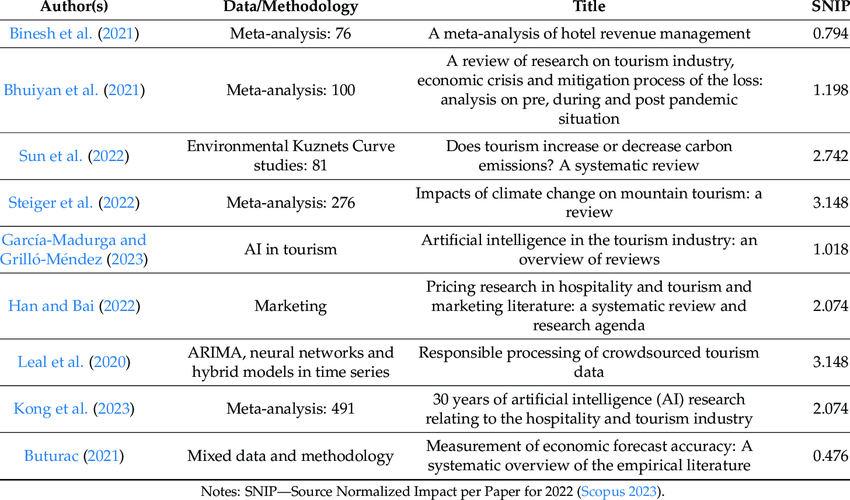 Author(s) Data/Methodology Title SNIP
Binesh et al. (2021) Meta-analysis: 76 A meta-analysis of hotel revenue management 0.794
A review of research on tourism industry,
economic crisis and mitigation process of the loss:
Bhuiyan et al. (2021) Meta-analysis: 100 analysis on pre, during and post pandemic 1.198
situation
Sun et al. (2022) Environmental Kuznets Curve studies: 81 Does tourism increase or decrease carbon 2.742
emissions? A systematic review
Steiger et al. (2022) Meta-analysis: 276 Impacts of climate change on mountain tourism: a 3.148
review
García-Madurga and Grilló-Méndez (2023) AI in tourism Artificial intelligence in the tourism industry: an 1.018
overview of reviews
Pricing research in hospitality and tourism and
Han and Bai (2022) Marketing marketing literature: a systematic review and 2.074
research agenda
Leal et al. (2020) ARIMA, neural networks and hybrid models in time series Responsible processing of crowdsourced tourism 3.148
data
Kong et al. (2023) Meta-analysis: 491 30 years of artificial intelligence (AI) research 2.074
relating to the hospitality and tourism industry
Buturac (2021) Mixed data and methodology Measurement of economic forecast accuracy: A 0.476
systematic overview of the empirical literature
Notes: SNIP—Source Normalized Impact per Paper for 2022 (Scopus 2023).